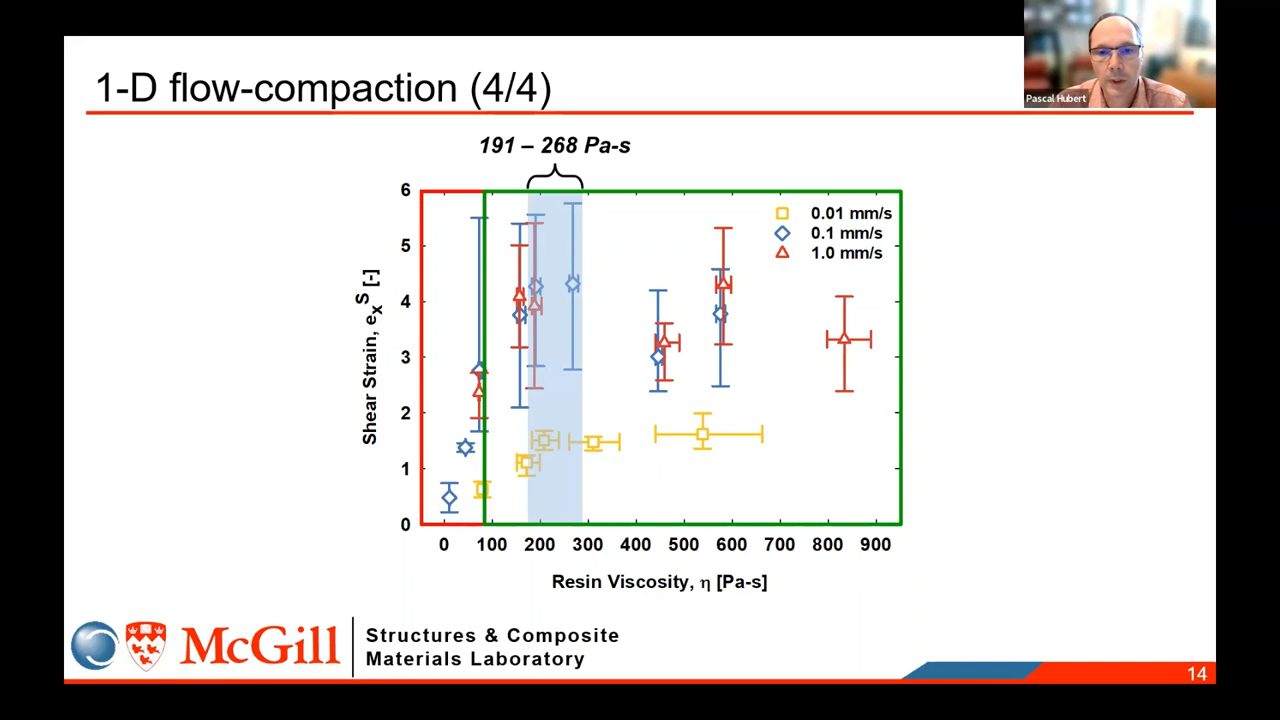 1-D flow-compaction (4/4)
Pascal Hubert
191 – 268 Pa-s
6
5
4
3
2
1
0
Shear Strain, eₓˢ [-]
0.01 mm/s
0.1 mm/s
1.0 mm/s
0 100 200 300 400 500 600 700 800 900
Resin Viscosity, η [Pa-s]
McGill
Structures & Composite
Materials Laboratory
14